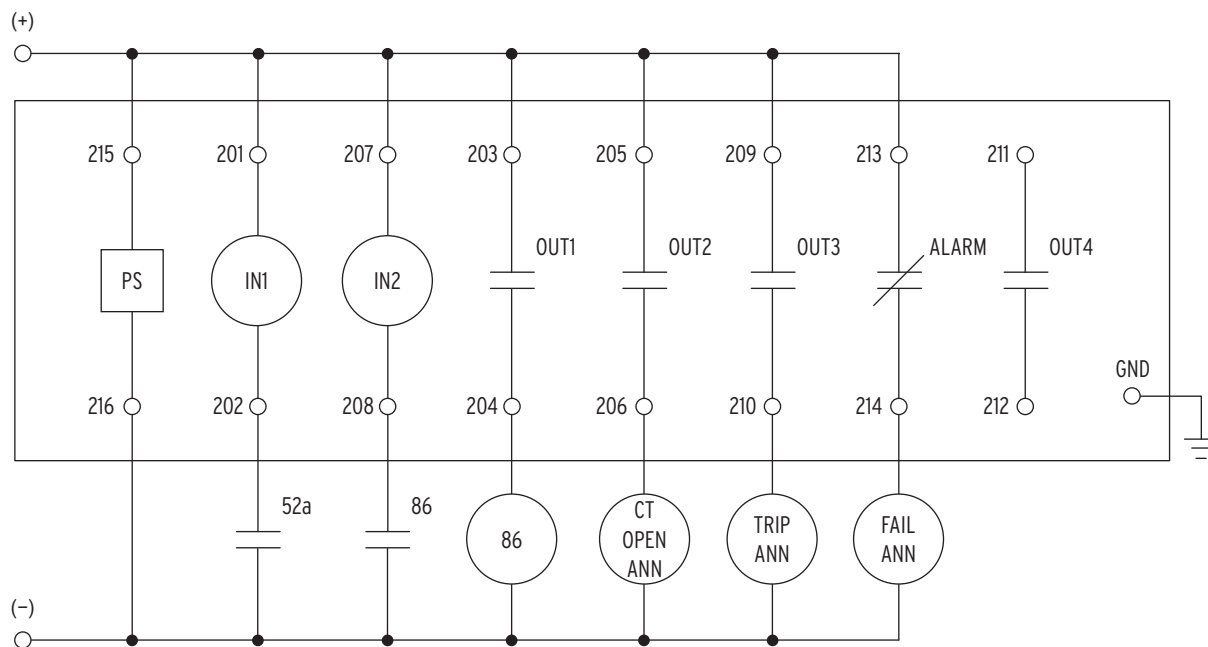 (+)
215
201
207
203
205
209
213
211
OUT1
OUT2
OUT3
ALARM
OUT4
PS
IN1
IN2
GND
216
202
208
204
206
210
214
212
52a
86
86
CT
OPEN
ANN
TRIP
ANN
FAIL
ANN
(–)